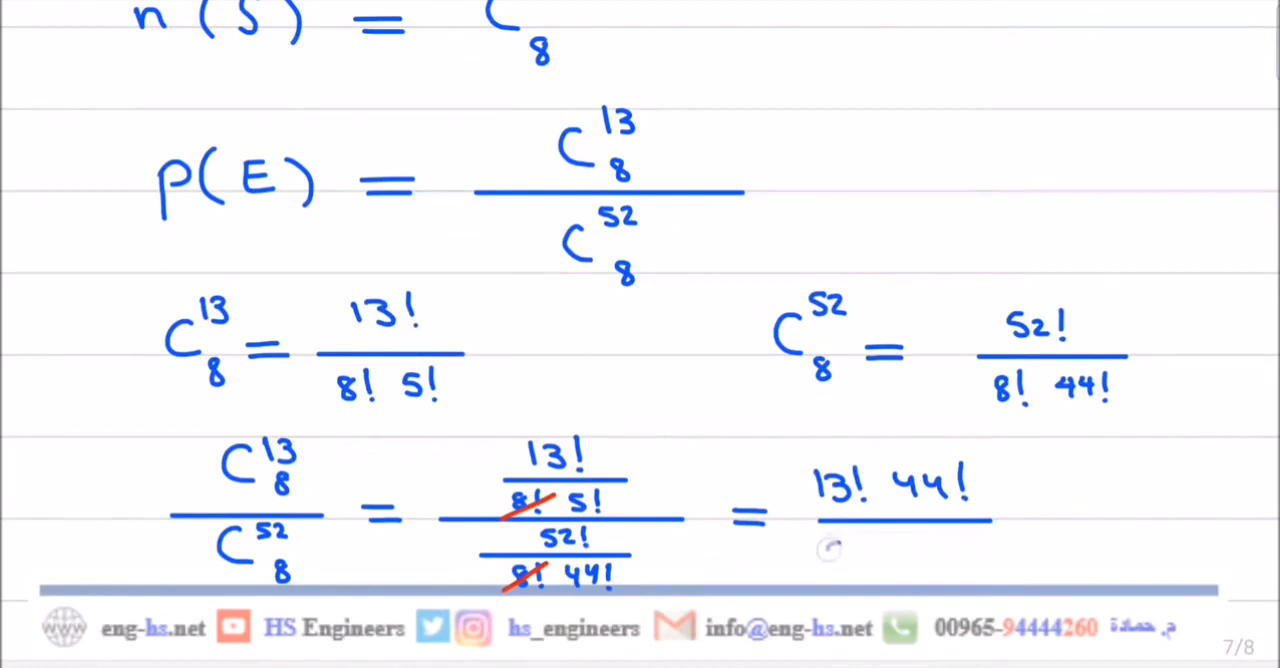 n(S) = C 8
P(E) = C 13 8 / C 52 8
C 13 8 = 13! / 8! 5!
C 52 8 = 52! / 8! 44!
C 13 8 / C 52 8 = 13! / 8! 5! / 52! / 8! 44! = 13! 44!
www eng-hs.net HS Engineers hs_engineers info@eng-hs.net 00965-94444260 م. حمادة
7/8